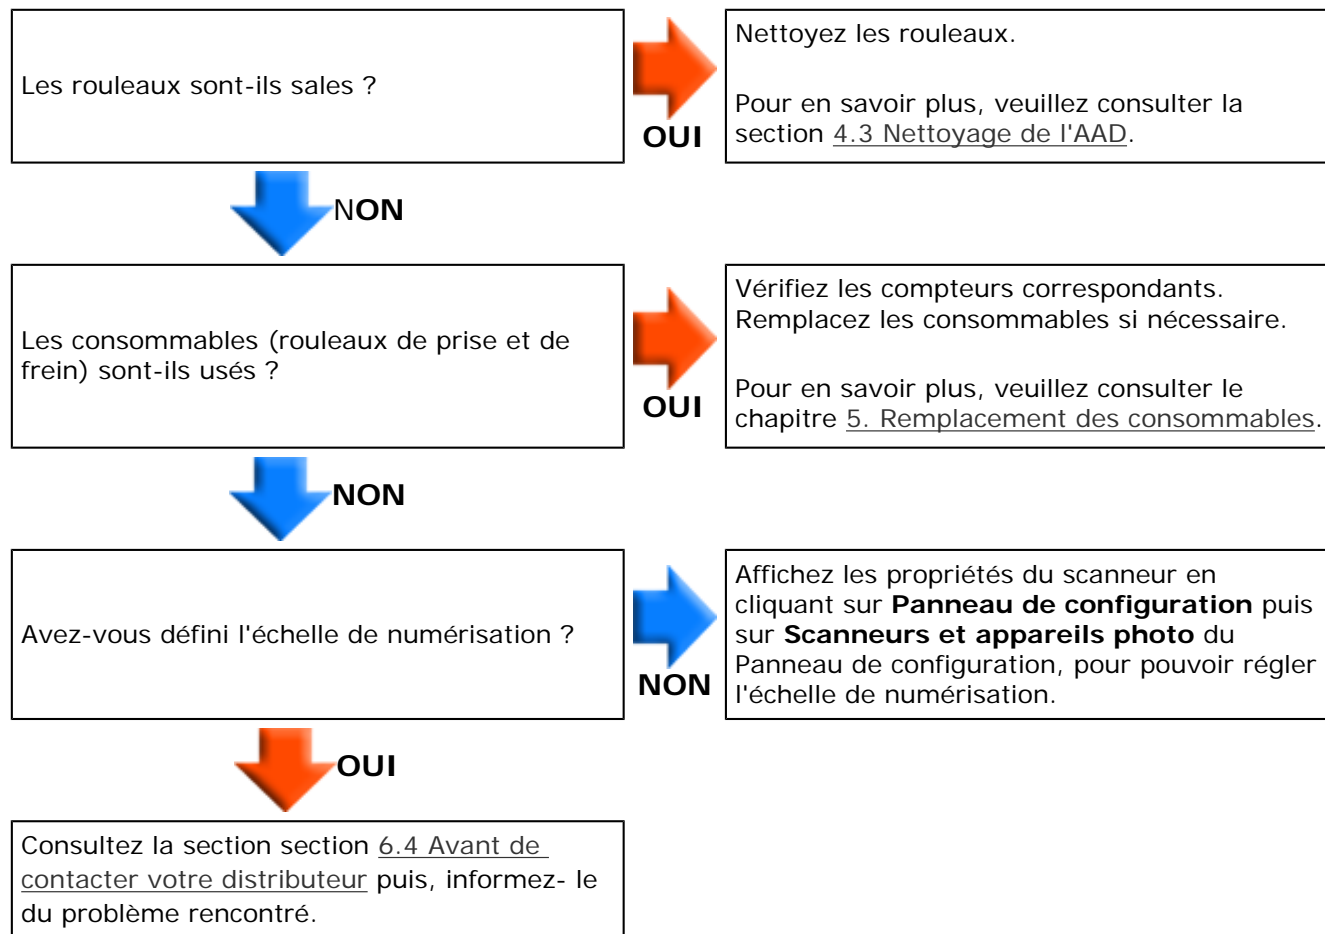 Les rouleaux sont-ils sales ?
OUI
Nettoyez les rouleaux.
Pour en savoir plus, veuillez consulter la
section 4.3 Nettoyage de l'AAD.
NON
Les consommables (rouleaux de prise et de
frein) sont-ils usés ?
OUI
Vérifiez les compteurs correspondants.
Remplacez les consommables si nécessaire.
Pour en savoir plus, veuillez consulter le
chapitre 5. Remplacement des consommables.
NON
Avez-vous défini l'échelle de numérisation ?
NON
Affichez les propriétés du scanneur en
cliquant sur Panneau de configuration puis
sur Scanneurs et appareils photo du
Panneau de configuration, pour pouvoir régler
l'échelle de numérisation.
OUI
Consultez la section section 6.4 Avant de
contacter votre distributeur puis, informez- le
du problème rencontré.